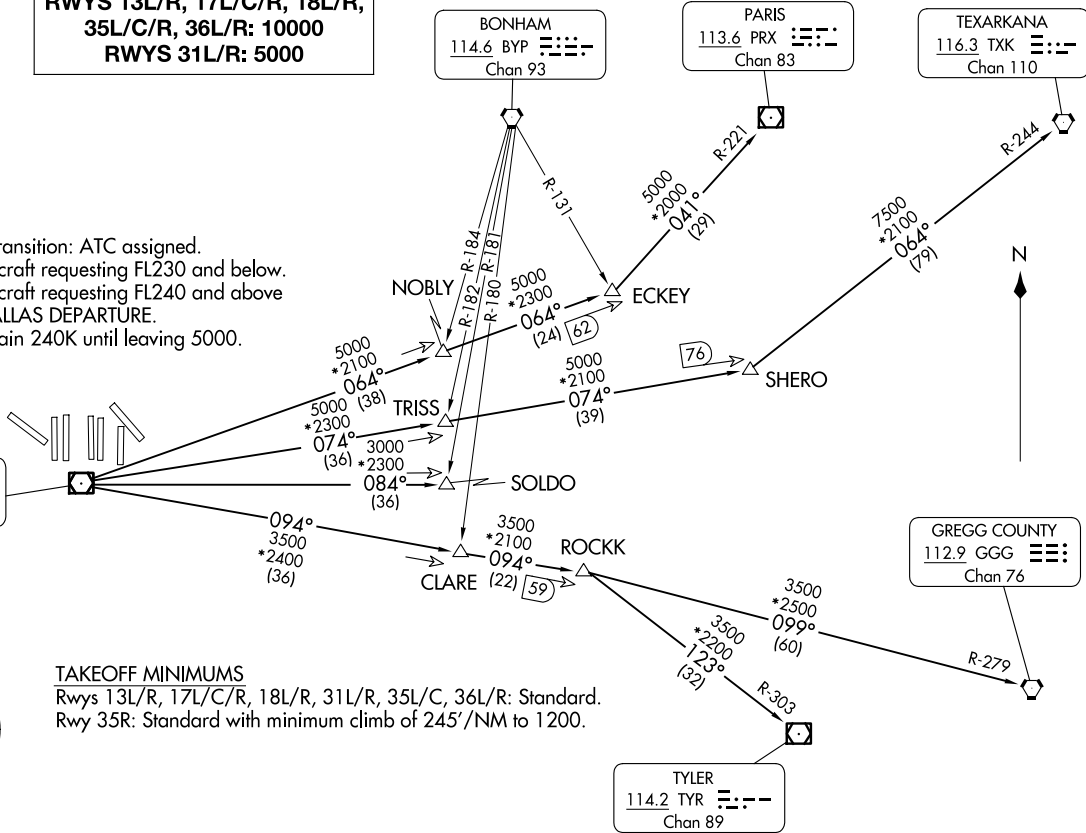 RWYS 13L/R, 17L/C/R, 18L/R,
35L/C/R, 36L/R: 10000
RWYS 31L/R: 5000
BONHAM
114.6 BYP
Chan 93
PARIS
113.6 PRX
Chan 83
TEXARKANA
116.3 TXK
Chan 110
R-221
R-244
R-131
R-184
R-181
R-182
R-180
5000
*2000
041°
(29)
7500
*2100
064°
(79)
N
ransition: ATC assigned.
craft requesting FL230 and below.
craft requesting FL240 and above
ALLAS DEPARTURE.
ain 240K until leaving 5000.
NOBLY
5000
*2300
064°
(24)
62
ECKEY
5000
*2100
064°
(38)
76
SHERO
5000
*2100
074°
(39)
TRISS
5000
*2300
074°
(36)
3000
*2300
084°
(36)
SOLDO
094°
3500
*2400
(36)
CLARE
3500
*2100
094°
(22)
59
ROCKK
3500
*2500
099°
(60)
3500
*2200
123°
(32)
GREGG COUNTY
112.9 GGG
Chan 76
R-279
R-303
TAKEOFF MINIMUMS
Rwys 13L/R, 17L/C/R, 18L/R, 31L/R, 35L/C, 36L/R: Standard.
Rwy 35R: Standard with minimum climb of 245'/NM to 1200.
TYLER
114.2 TYR
Chan 89